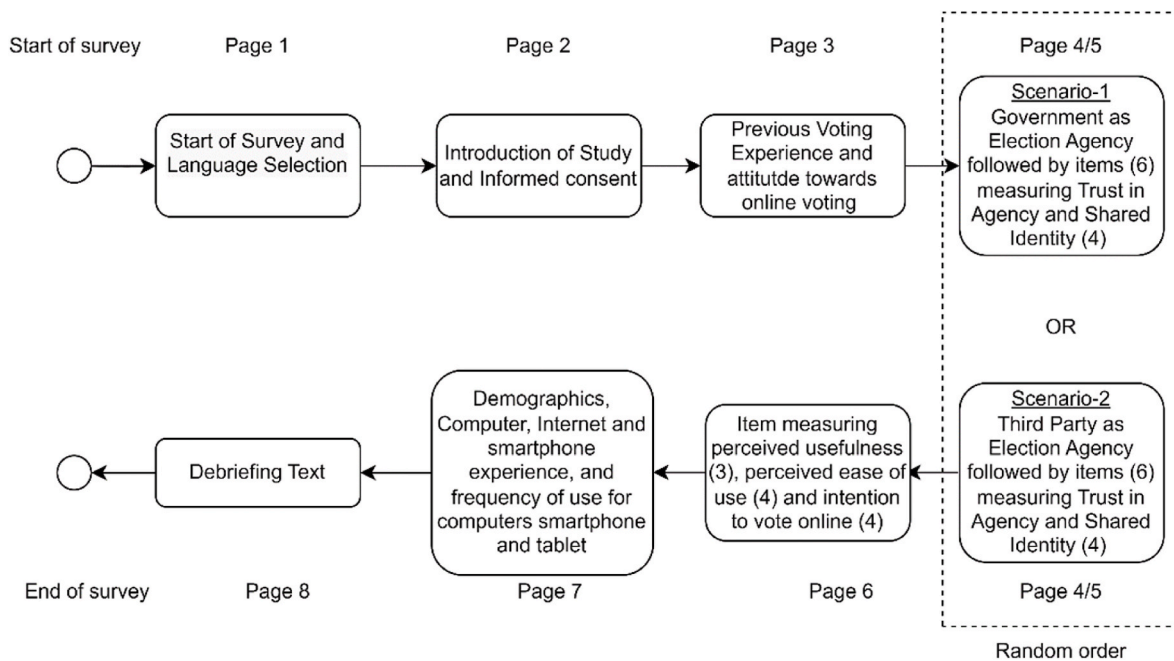 Start of survey
Page 1
Page 2
Page 3
Page 4/5
Start of Survey and
Language Selection
Introduction of Study
and Informed consent
Previous Voting
Experience and
attitutde towards
online voting
Scenario-1
Government as
Election Agency
followed by items (6)
measuring Trust in
Agency and Shared
Identity (4)
OR
Scenario-2
Third Party as
Election Agency
followed by items (6)
measuring Trust in
Agency and Shared
Identity (4)
Item measuring
perceived usefulness
(3), perceived ease of
use (4) and intention
to vote online (4)
Demographics,
Computer, Internet and
smartphone
experience, and
frequency of use for
computers smartphone
and tablet
Debriefing Text
End of survey
Page 8
Page 7
Page 6
Page 4/5
Random order